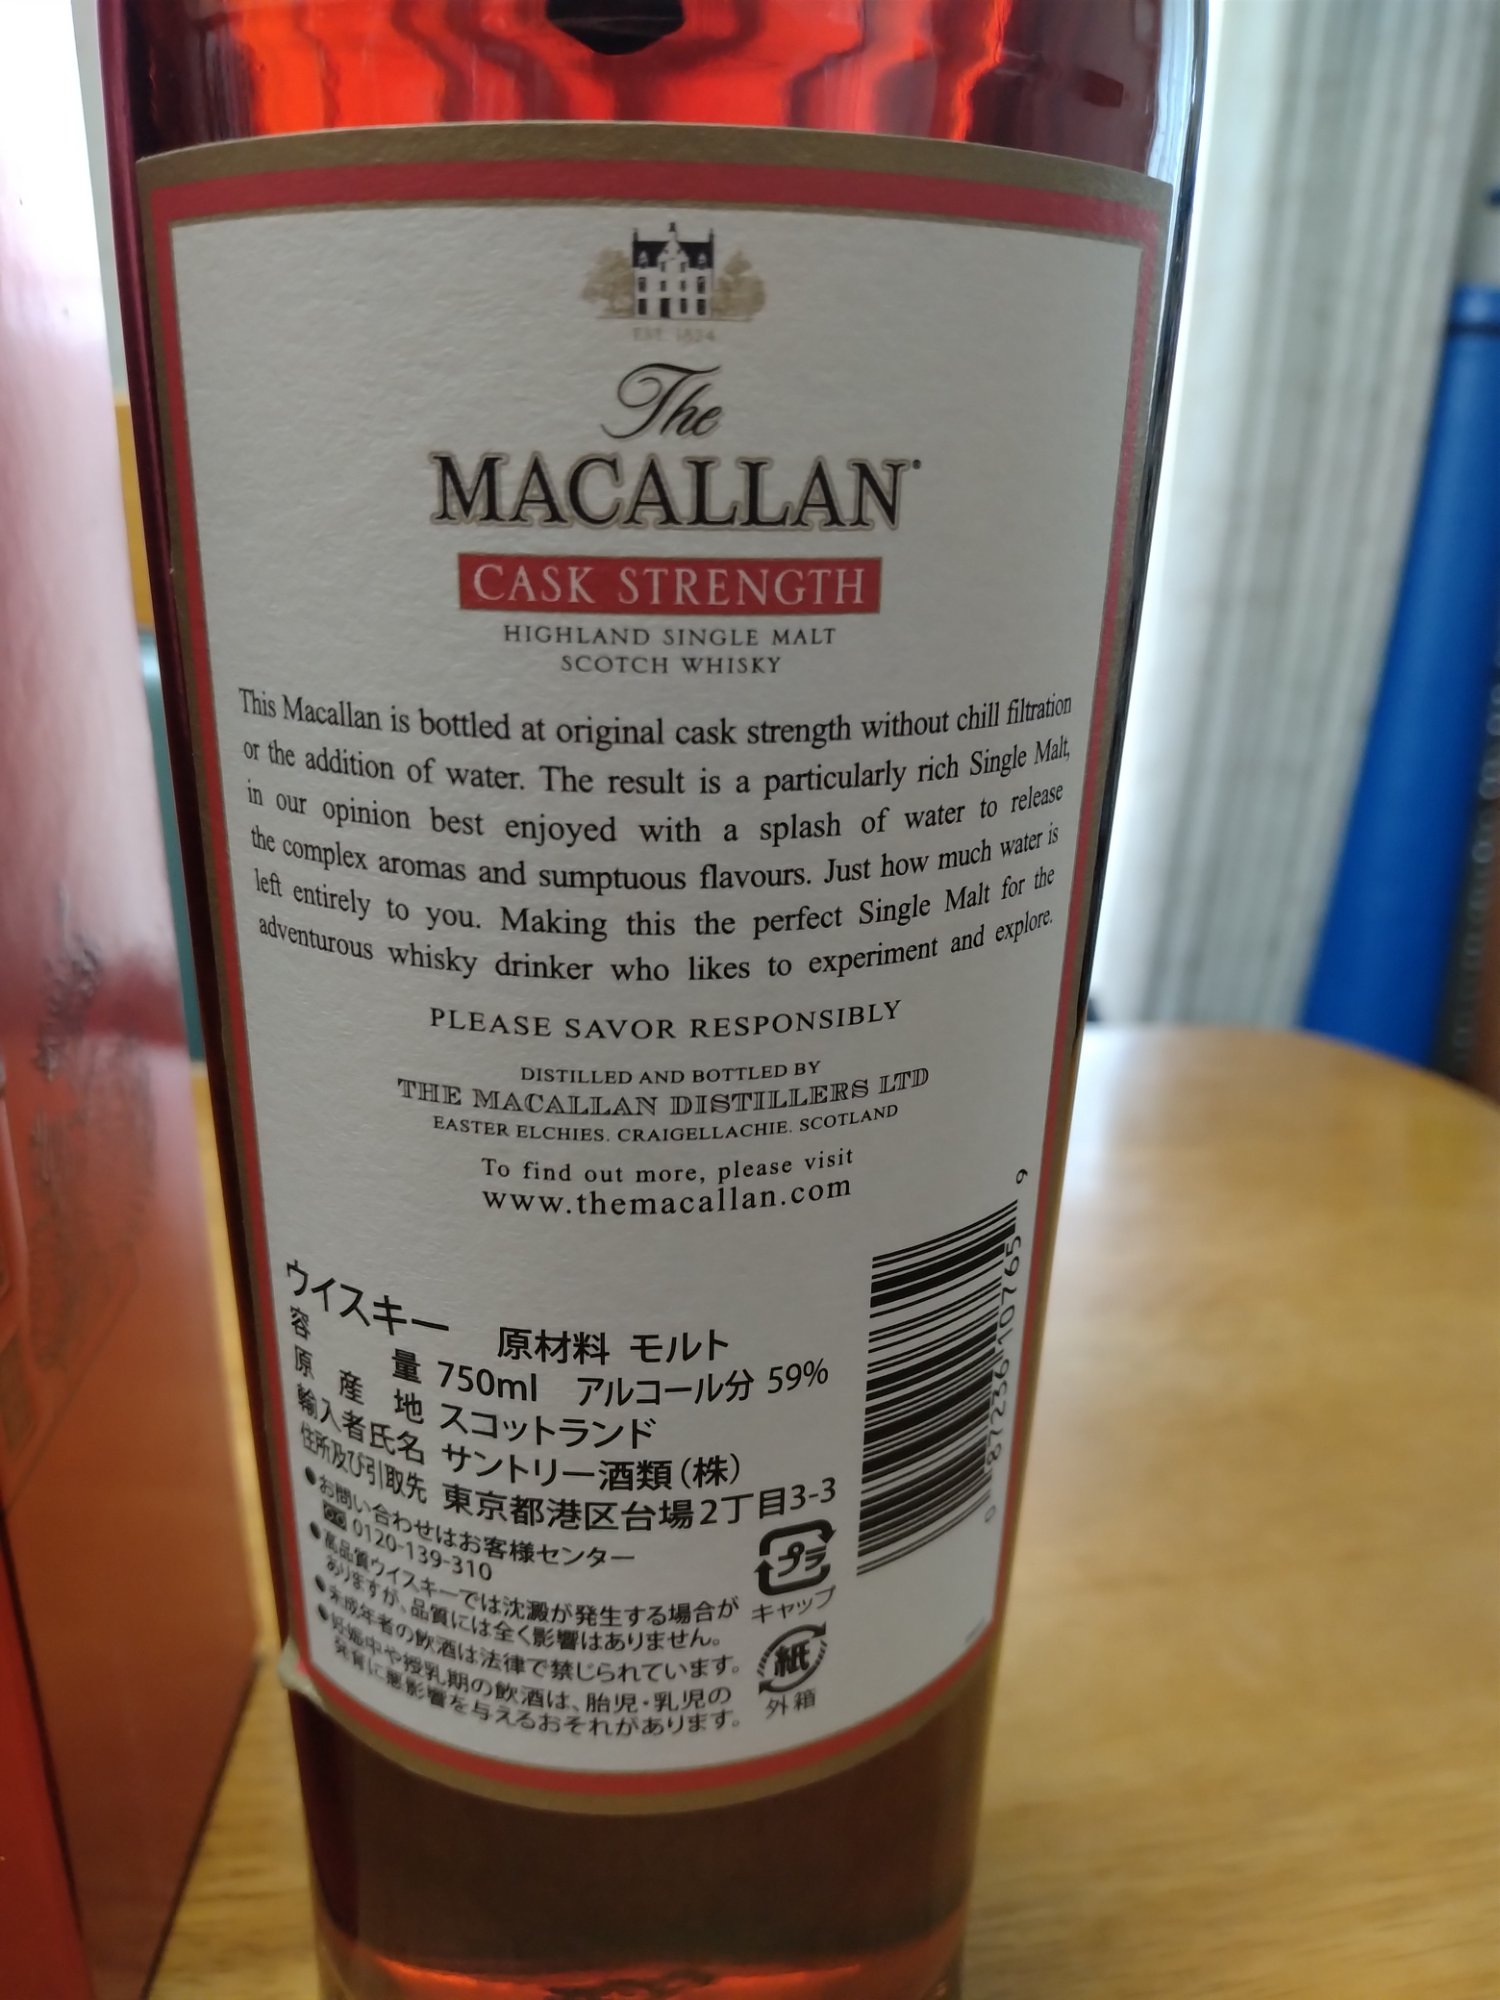 EST. 1824
The
MACALLAN
CASK STRENGTH
HIGHLAND SINGLE MALT
SCOTCH WHISKY
This Macallan is bottled at original cask strength without chill filtration
or the addition of water. The result is a particularly rich Single Malt,
in our opinion best enjoyed with a splash of water to release
the complex aromas and sumptuous flavours. Just how much water is
left entirely to you. Making this the perfect Single Malt for the
adventurous whisky drinker who likes to experiment and explore.
PLEASE SAVOR RESPONSIBLY
DISTILLED AND BOTTLED BY
THE MACALLAN DISTILLERS LTD
EASTER ELCHIES. CRAIGELLACHIE. SCOTLAND
To find out more, please visit
www.themacallan.com
ウイスキー 原材料 モルト
容量 750ml アルコール分 59%
原産地 スコットランド
輸入者氏名 サントリー酒類(株)
住所及び引取先 東京都港区台場2丁目3-3
●お問い合わせはお客様センター
0120-139-310
●高品質ウイスキーでは沈澱が発生する場合が
ありますが、品質には全く影響はありません。
●未成年者の飲酒は法律で禁じられています。
●妊娠中や授乳期の飲酒は、胎児・乳児の
発育に悪影響を与えるおそれがあります。
プラ
キャップ
紙
外箱
0 87236 10765 9